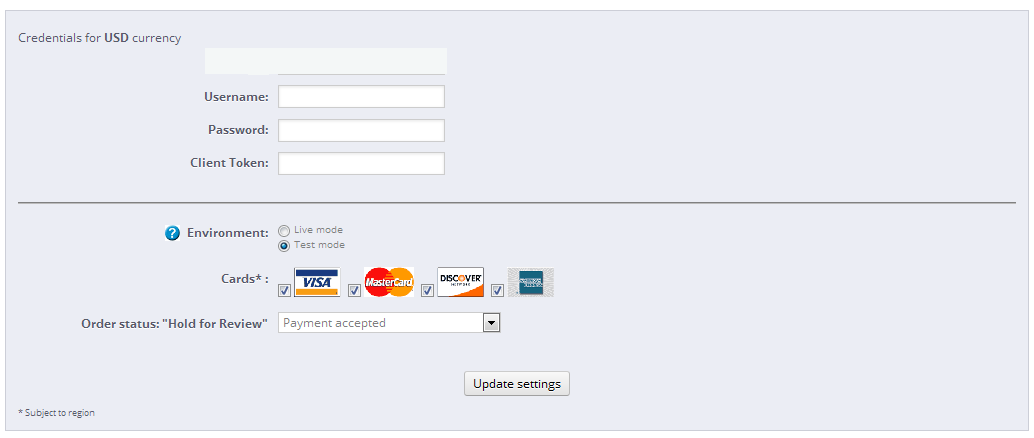 Credentials for USD currency
Username:
Password:
Client Token:
? Environment:
Live mode
Test mode
Cards* :
VISA
MasterCard
DISCOVER
NETWORK
Order status: "Hold for Review"
Payment accepted
Update settings
* Subject to region